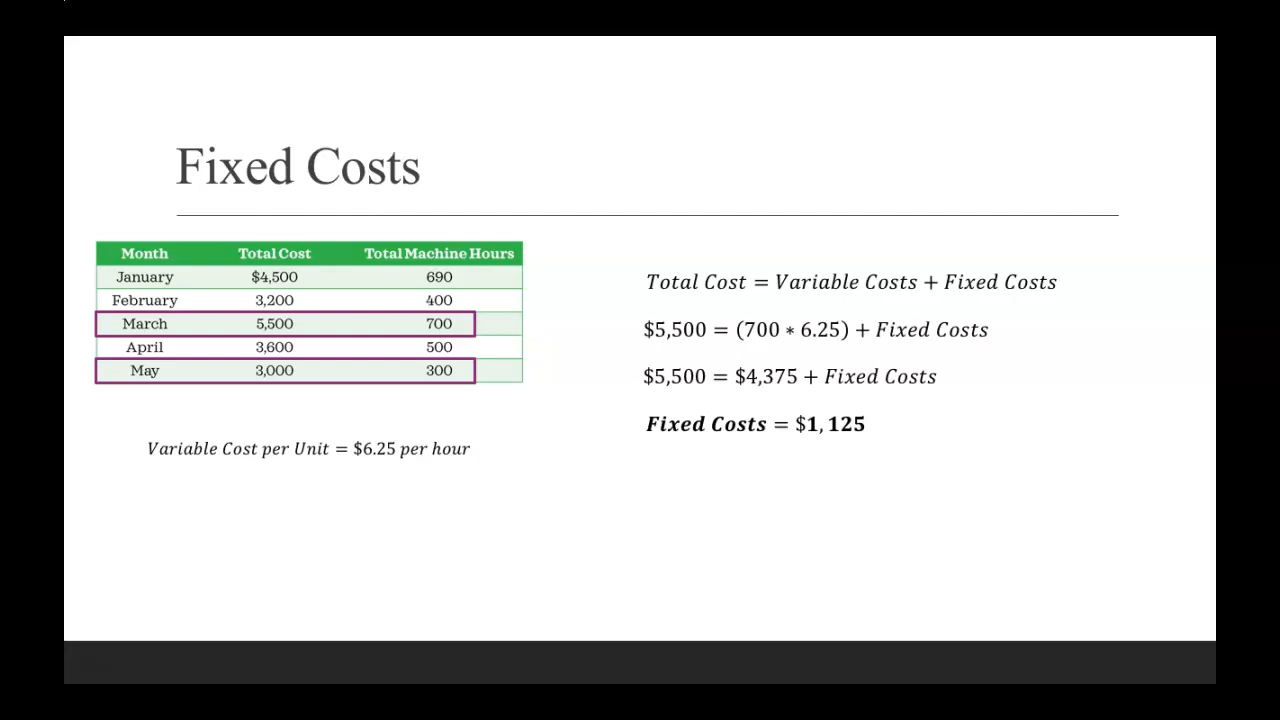 Fixed Costs
Month Total Cost Total Machine Hours
January $4,500 690
February 3,200 400
March 5,500 700
April 3,600 500
May 3,000 300
Variable Cost per Unit = $6.25 per hour
Total Cost = Variable Costs + Fixed Costs
$5,500 = (700 ∗ 6.25) + Fixed Costs
$5,500 = $4,375 + Fixed Costs
Fixed Costs = $1,125